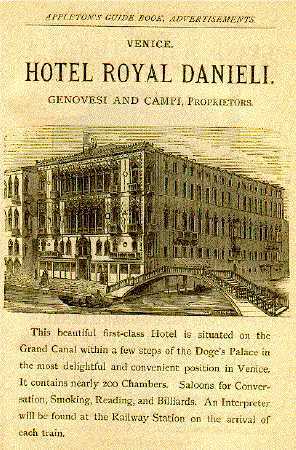 APPLETON'S GUIDE BOOK, ADVERTISEMENTS.
VENICE.
HOTEL ROYAL DANIELI.
GENOVESI AND CAMPI, PROPRIETORS.
This beautiful first-class Hotel is situated on the
Grand Canal within a few steps of the Doge's Palace in
the most delightful and convenient position in Venice.
It contains nearly 200 Chambers. Saloons for Conver-
sation, Smoking, Reading, and Billiards. An Interpreter
will be found at the Railway Station on the arrival of
each train.